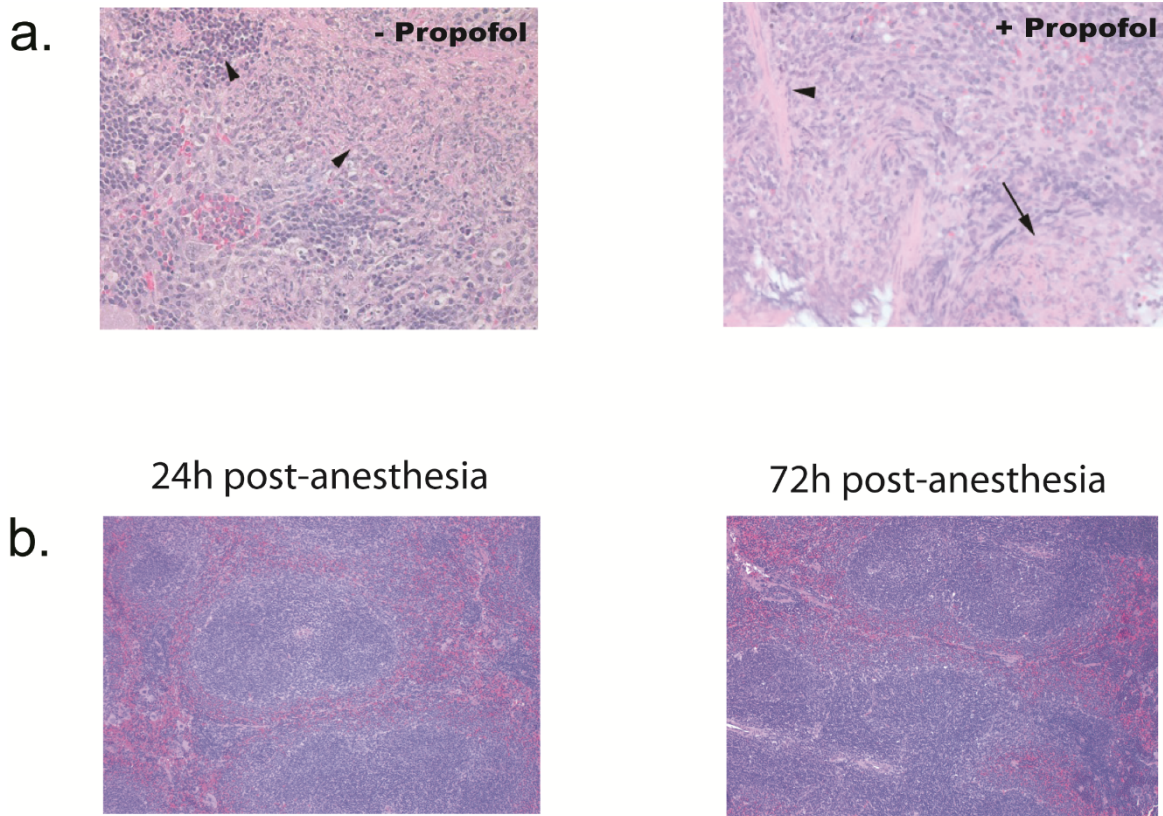 a.
- Propofol
+ Propofol
24h post-anesthesia
72h post-anesthesia
b.